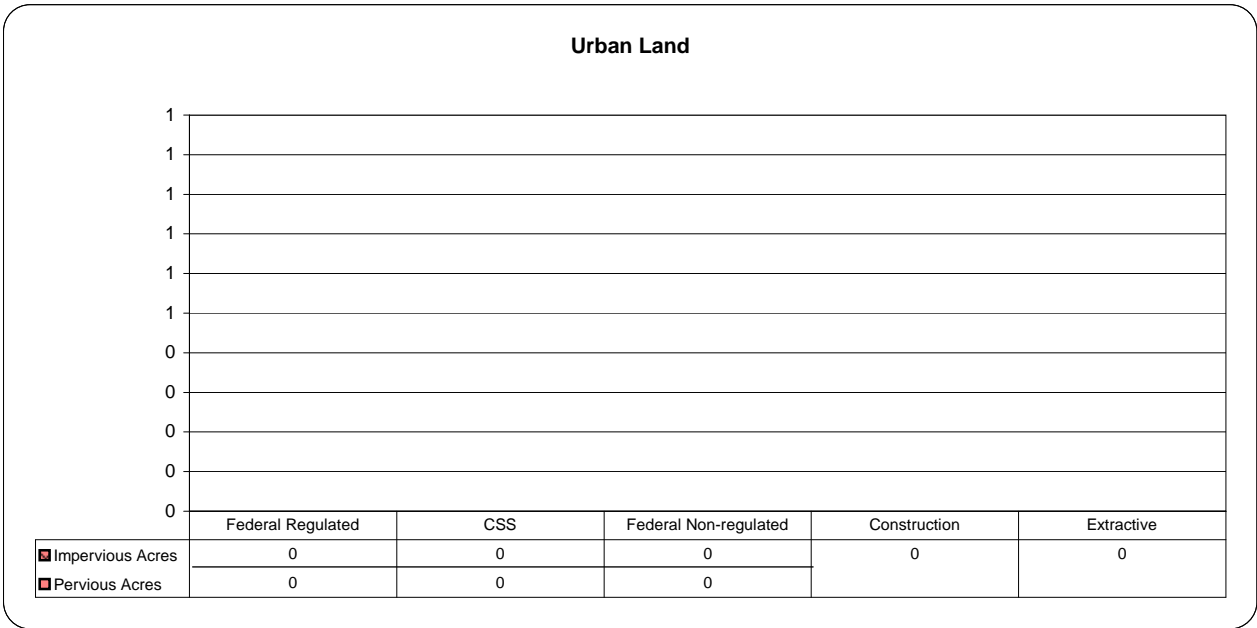 Urban Land
1
1
1
1
1
1
0
0
0
0
0
Federal Regulated CSS Federal Non-regulated Construction Extractive
Impervious Acres 0 0 0 0 0
Pervious Acres 0 0 0